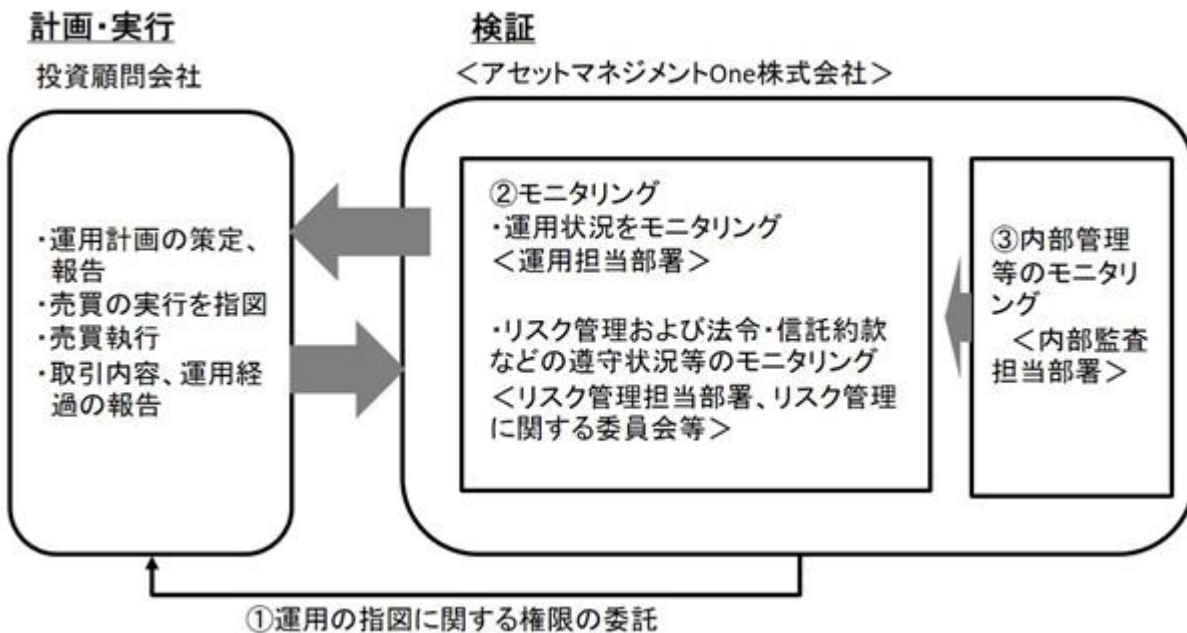 計画・実行
投資顧問会社
・運用計画の策定、
報告
・売買の実行を指図
・売買執行
・取引内容、運用経
過の報告
検証
＜アセットマネジメントOne株式会社＞
②モニタリング
・運用状況をモニタリング
＜運用担当部署＞
・リスク管理および法令・信託約款
などの遵守状況等のモニタリング
＜リスク管理担当部署、リスク管理
に関する委員会等＞
③内部管理
等のモニタリ
ング
＜内部監査
担当部署＞
①運用の指図に関する権限の委託